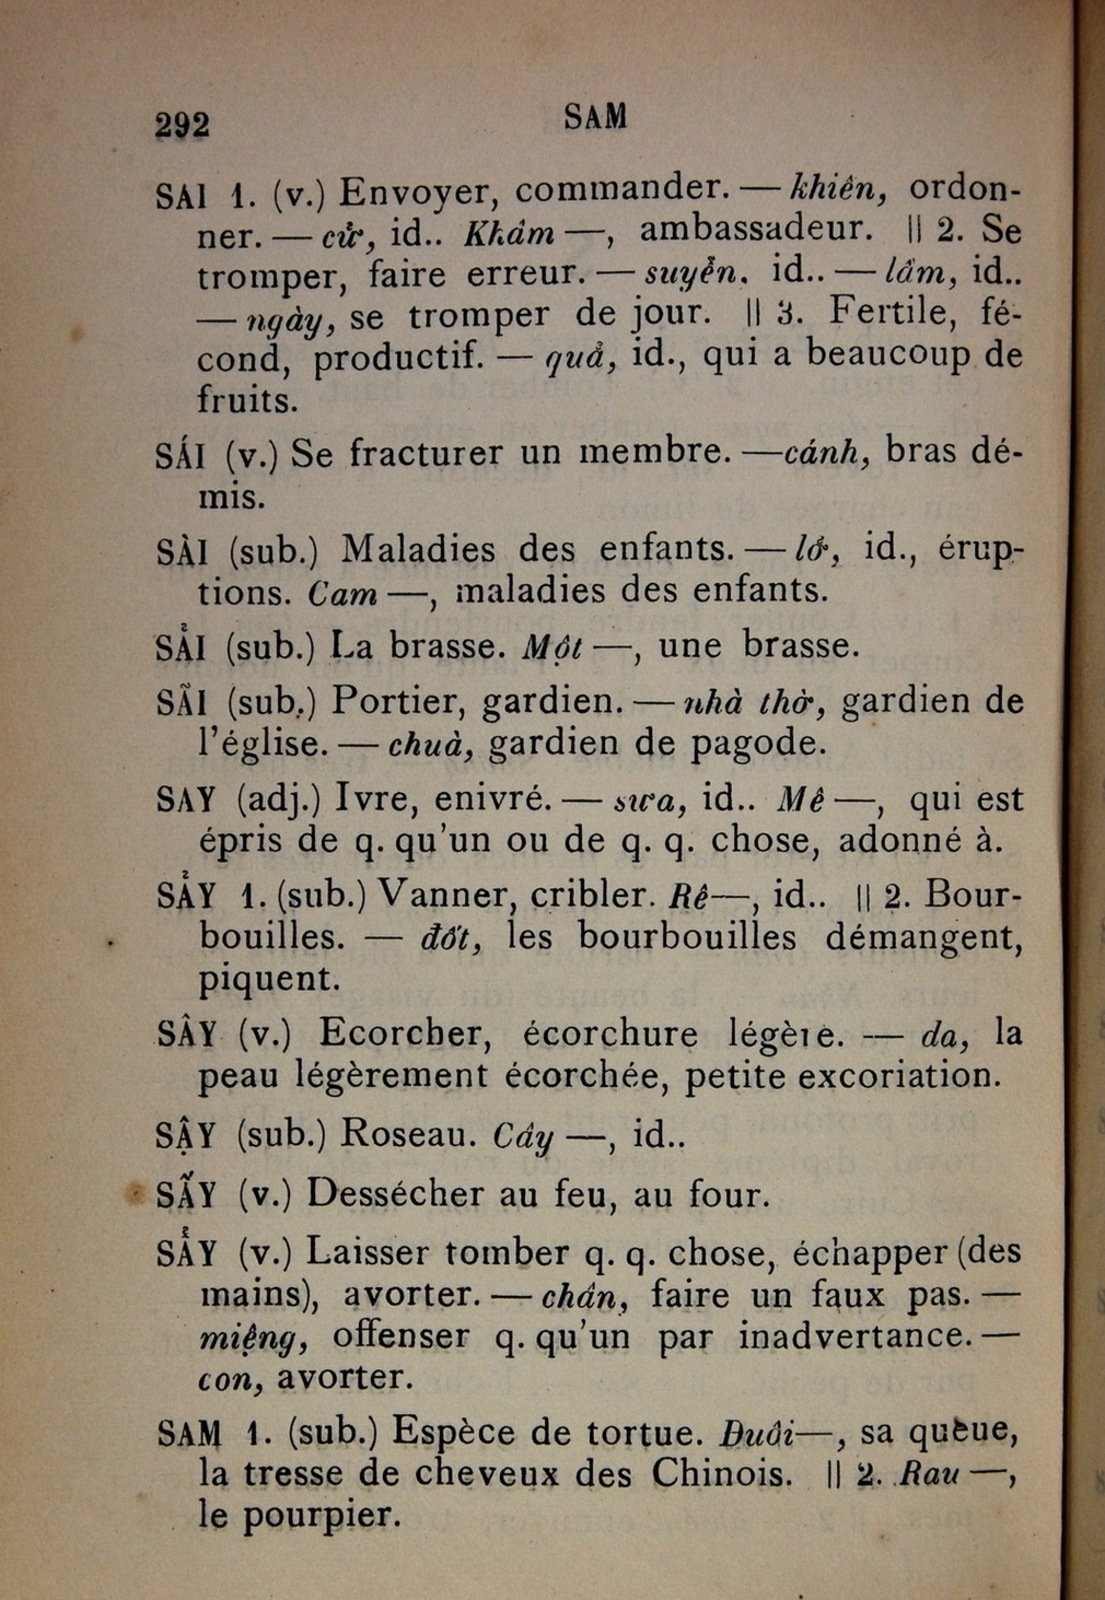 292
SAM
SAI 1. (v.) Envoyer, commander. — khiên, ordon-
ner. — cử, id.. Khâm —, ambassadeur. || 2. Se
tromper, faire erreur. — suyển. id.. — lầm, id..
— ngày, se tromper de jour. || 3. Fertile, fé-
cond, productif. — quả, id., qui a beaucoup de
fruits.
SÁI (v.) Se fracturer un membre. —cánh, bras dé-
mis.
SÀI (sub.) Maladies des enfants. — lở, id., érup-
tions. Cam —, maladies des enfants.
SẢI (sub.) La brasse. Một —, une brasse.
SÃI (sub.) Portier, gardien. — nhà thờ, gardien de
l'église. — chuà, gardien de pagode.
SAY (adj.) Ivre, enivré. — sưa, id.. Mê —, qui est
épris de q. qu'un ou de q. q. chose, adonné à.
SẢY 1. (sub.) Vanner, cribler. Rê—, id.. || 2. Bour-
bouilles. — đốt, les bourbouilles démangent,
piquent.
SÂY (v.) Ecorcher, écorchure légère. — da, la
peau légèrement écorchée, petite excoriation.
SẬY (sub.) Roseau. Cây —, id..
SẤY (v.) Dessécher au feu, au four.
SẨY (v.) Laisser tomber q. q. chose, échapper (des
mains), avorter. — chân, faire un faux pas. —
miệng, offenser q. qu'un par inadvertance. —
con, avorter.
SAM 1. (sub.) Espèce de tortue. Đuôi—, sa queue,
la tresse de cheveux des Chinois. || 2. Rau —,
le pourpier.